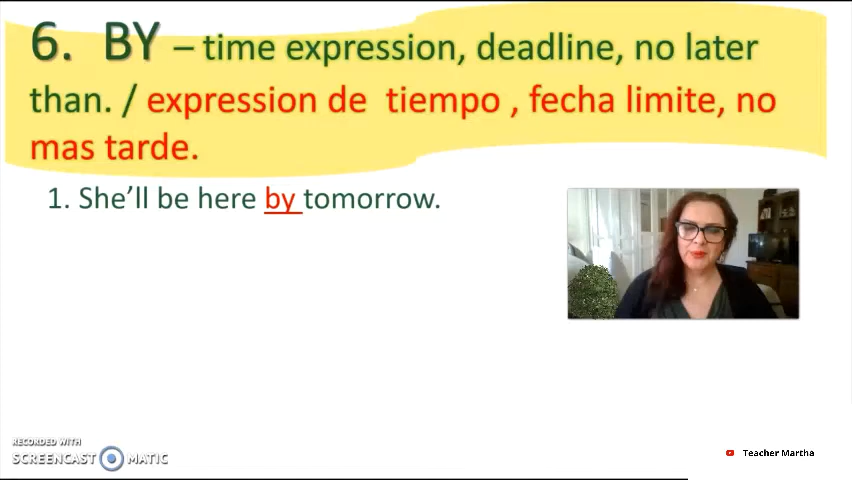 6. BY – time expression, deadline, no later
than. / expression de tiempo , fecha limite, no
mas tarde.
1. She’ll be here by tomorrow.
RECORDED WITH
SCREENCAST MATIC
Teacher Martha